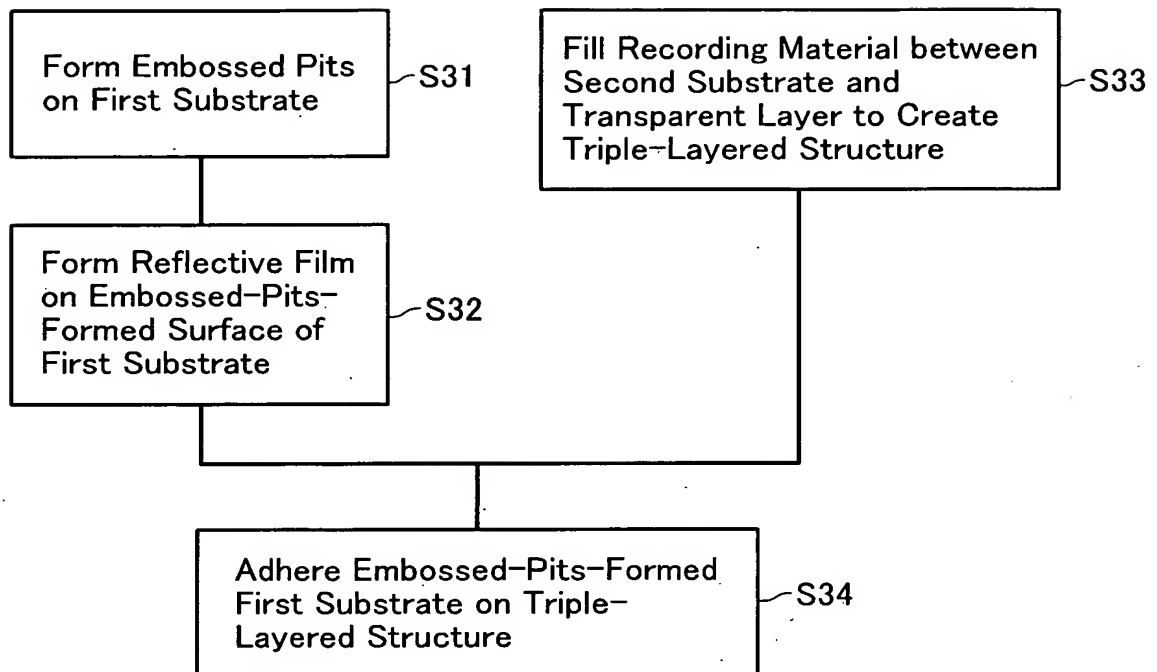 Form Embossed Pits
on First Substrate
S31
Fill Recording Material between
Second Substrate and
Transparent Layer to Create
Triple-Layered Structure
S33
Form Reflective Film
on Embossed-Pits-
Formed Surface of
First Substrate
S32
Adhere Embossed-Pits-Formed
First Substrate on Triple-
Layered Structure
S34